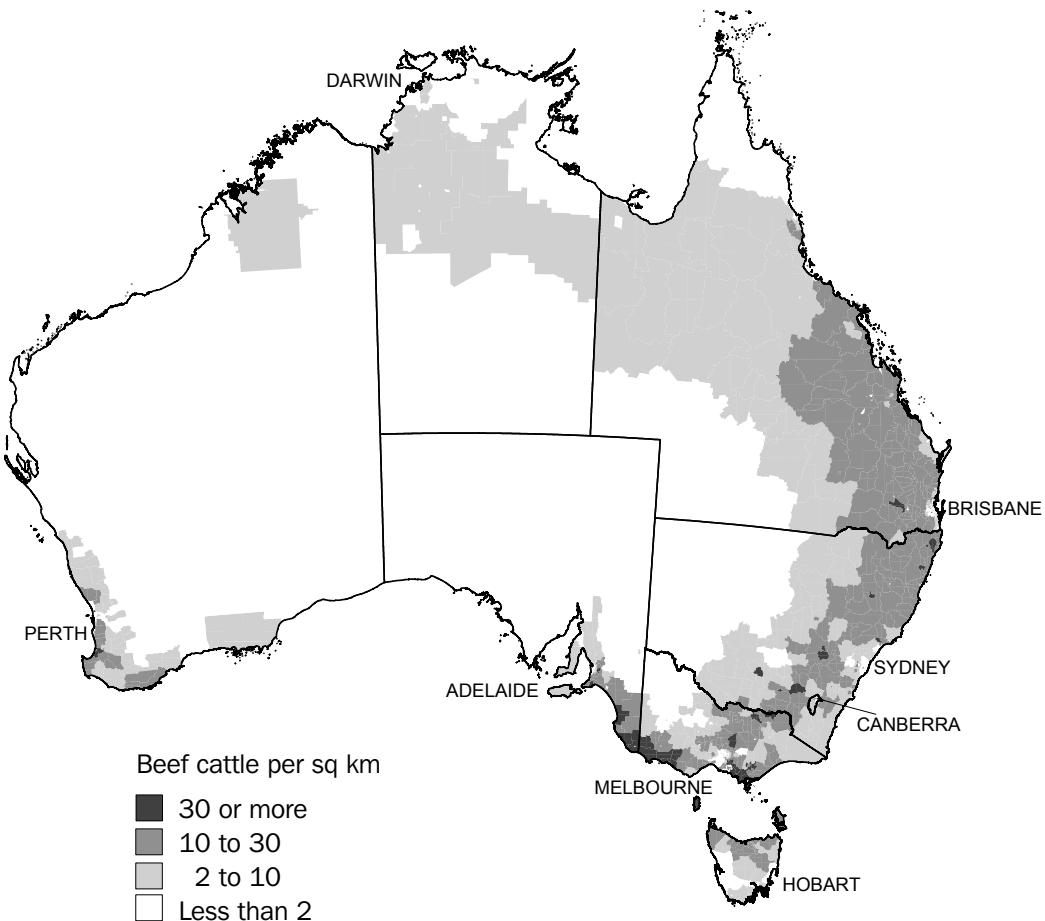 DARWIN
BRISBANE
PERTH
SYDNEY
ADELAIDE
CANBERRA
Beef cattle per sq km
MELBOURNE
30 or more
10 to 30
2 to 10
HOBART
Less than 2